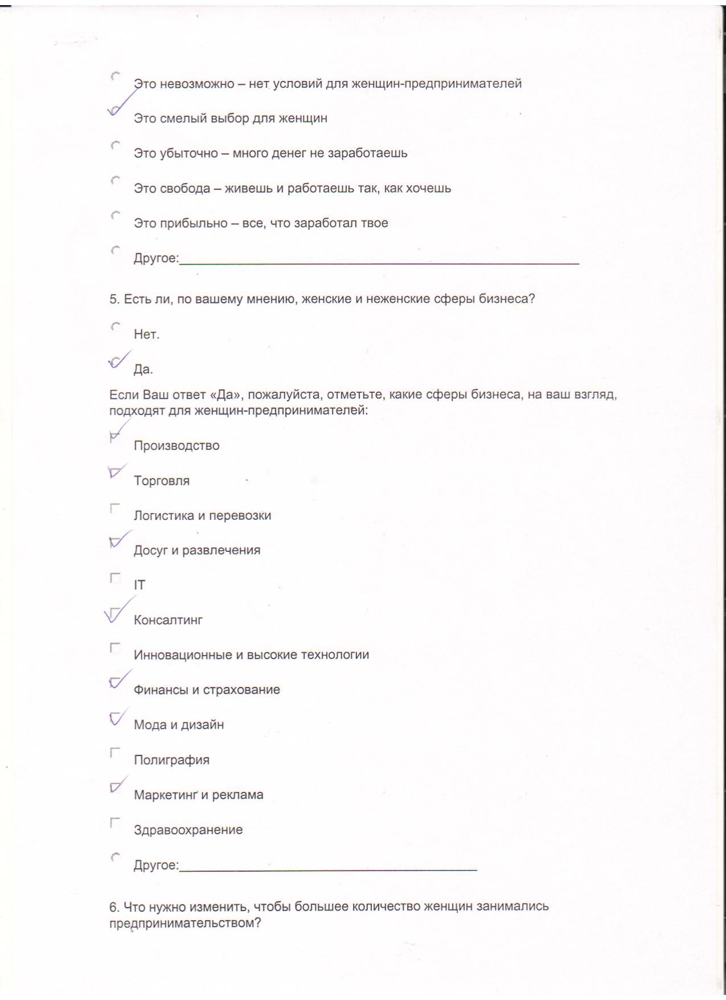 Это невозможно – нет условий для женщин-предпринимателей
Это смелый выбор для женщин
Это убыточно – много денег не заработаешь
Это свобода – живешь и работаешь так, как хочешь
Это прибыльно – все, что заработал твое
Другое:
5. Есть ли, по вашему мнению, женские и неженские сферы бизнеса?
Нет.
Да.
Если Ваш ответ «Да», пожалуйста, отметьте, какие сферы бизнеса, на ваш взгляд,
подходят для женщин-предпринимателей:
Производство
Торговля
Логистика и перевозки
Досуг и развлечения
IT
Консалтинг
Инновационные и высокие технологии
Финансы и страхование
Мода и дизайн
Полиграфия
Маркетинг и реклама
Здравоохранение
Другое:
6. Что нужно изменить, чтобы большее количество женщин занимались
предпринимательством?